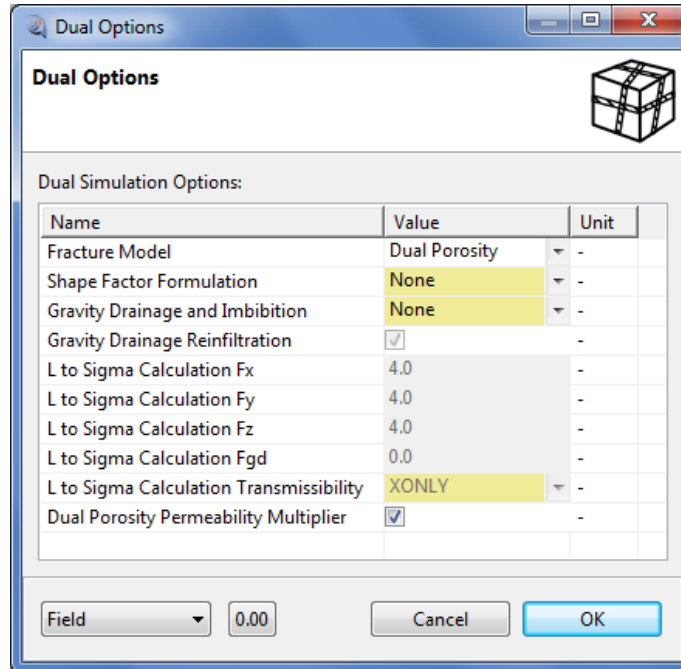 Dual Options
Dual Options
Dual Simulation Options:
Name Value Unit
Fracture Model Dual Porosity -
Shape Factor Formulation None -
Gravity Drainage and Imbibition None -
Gravity Drainage Reinfiltration -
L to Sigma Calculation Fx 4.0 -
L to Sigma Calculation Fy 4.0 -
L to Sigma Calculation Fz 4.0 -
L to Sigma Calculation Fgd 0.0 -
L to Sigma Calculation Transmissibility XONLY -
Dual Porosity Permeability Multiplier -
Field 0.00 Cancel OK